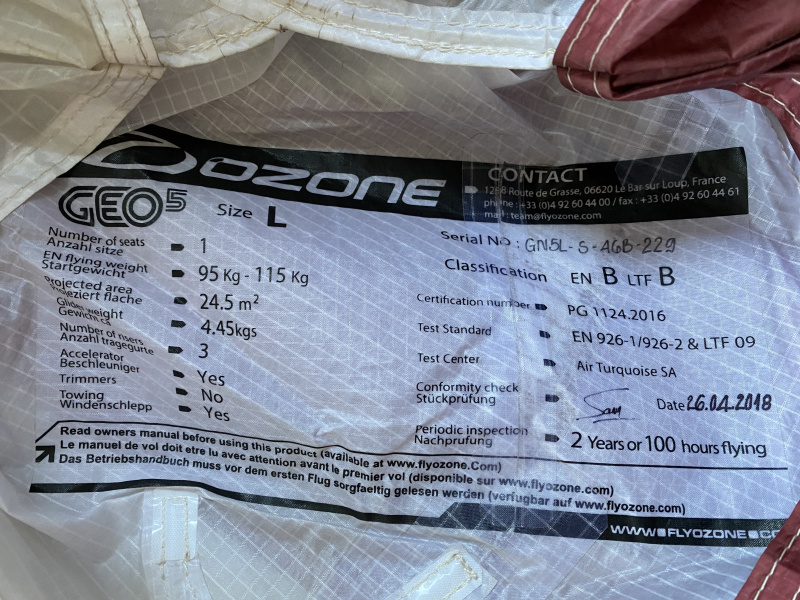 OZONE
CONTACT
1258 Route de Grasse, 06620 Le Bar sur Loup, France
phone : +33 (0)4 92 60 44 00 / fax : +33 (0)4 92 60 44 61
mail : team@flyozone.com
GEO5 Size L
Number of seats 1
Anzahl sitze
EN flying weight 95 Kg - 115 Kg
Startgewicht
Projected area 24.5 m²
Projeziert flache
Glider weight 4.45kgs
Gewicht ca
Number of risers 3
Anzahl tragegurte
Accelerator Yes
Beschleuniger
Trimmers No
Towing Yes
Windenschlepp
Serial No : GN5L-S-A6B-229
Classification EN B LTF B
Certification number PG 1124.2016
Test Standard EN 926-1/926-2 & LTF 09
Test Center Air Turquoise SA
Conformity check Date 26.04.2018
Stückprüfung
Periodic inspection 2 Years or 100 hours flying
Nachprufung
Read owners manual before using this product (available at www.flyozone.Com)
Le manuel de vol doit etre lu avec attention avant le premier vol (disponible sur www.flyozone.com)
Das Betriebshandbuch muss vor dem ersten Flug sorgfaeltig gelesen werden (verfugbar auf www.flyozone.com)
WWW.FLYOZONE.CO